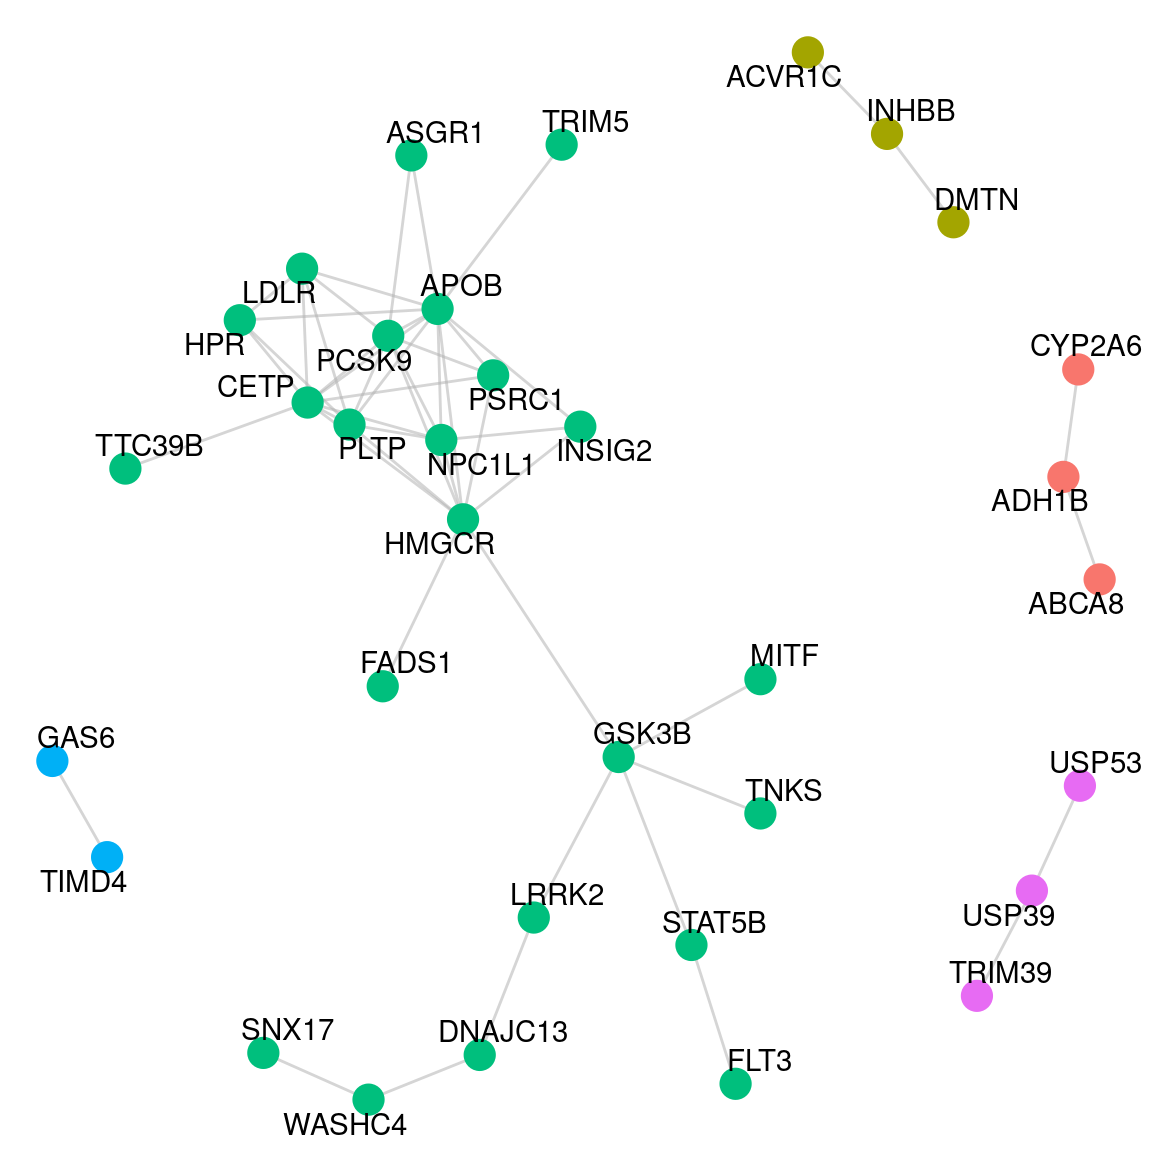 ACVR1C
INHBB
TRIM5
ASGR1
DMTN
APOB
LDLR
HPR
CYP2A6
PCSK9
CETP
PSRC1
TTC39B
PLTP
INSIG2
NPC1L1
ADH1B
HMGCR
ABCA8
MITF
FADS1
GSK3B
GAS6
USP53
TNKS
TIMD4
LRRK2
USP39
STAT5B
TRIM39
SNX17
DNAJC13
FLT3
WASHC4